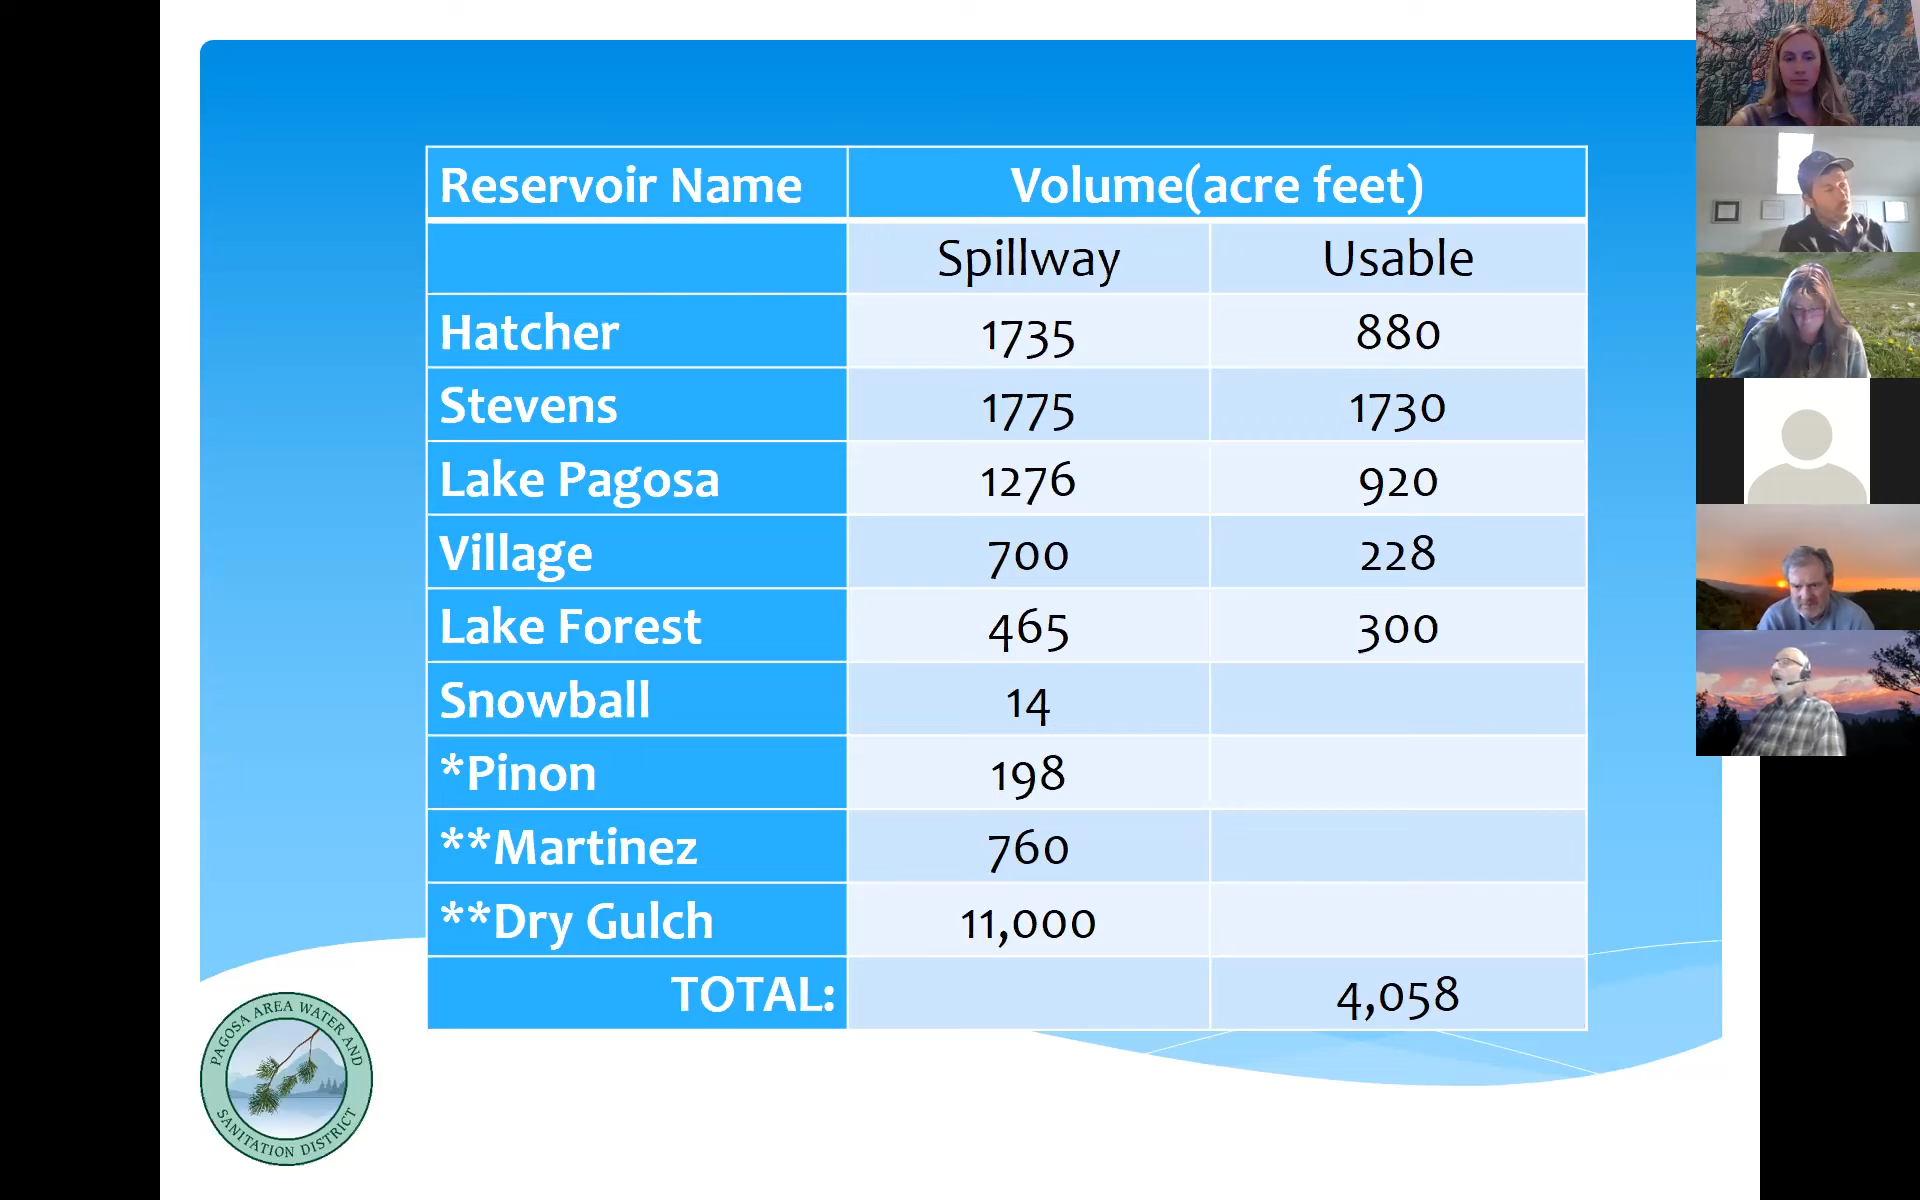 Reservoir Name Volume(acre feet)
Spillway Usable
Hatcher 1735 880
Stevens 1775 1730
Lake Pagosa 1276 920
Village 700 228
Lake Forest 465 300
Snowball 14
*Pinon 198
**Martinez 760
**Dry Gulch 11,000
TOTAL: 4,058
PAGOSA AREA WATER AND
SANITATION DISTRICT